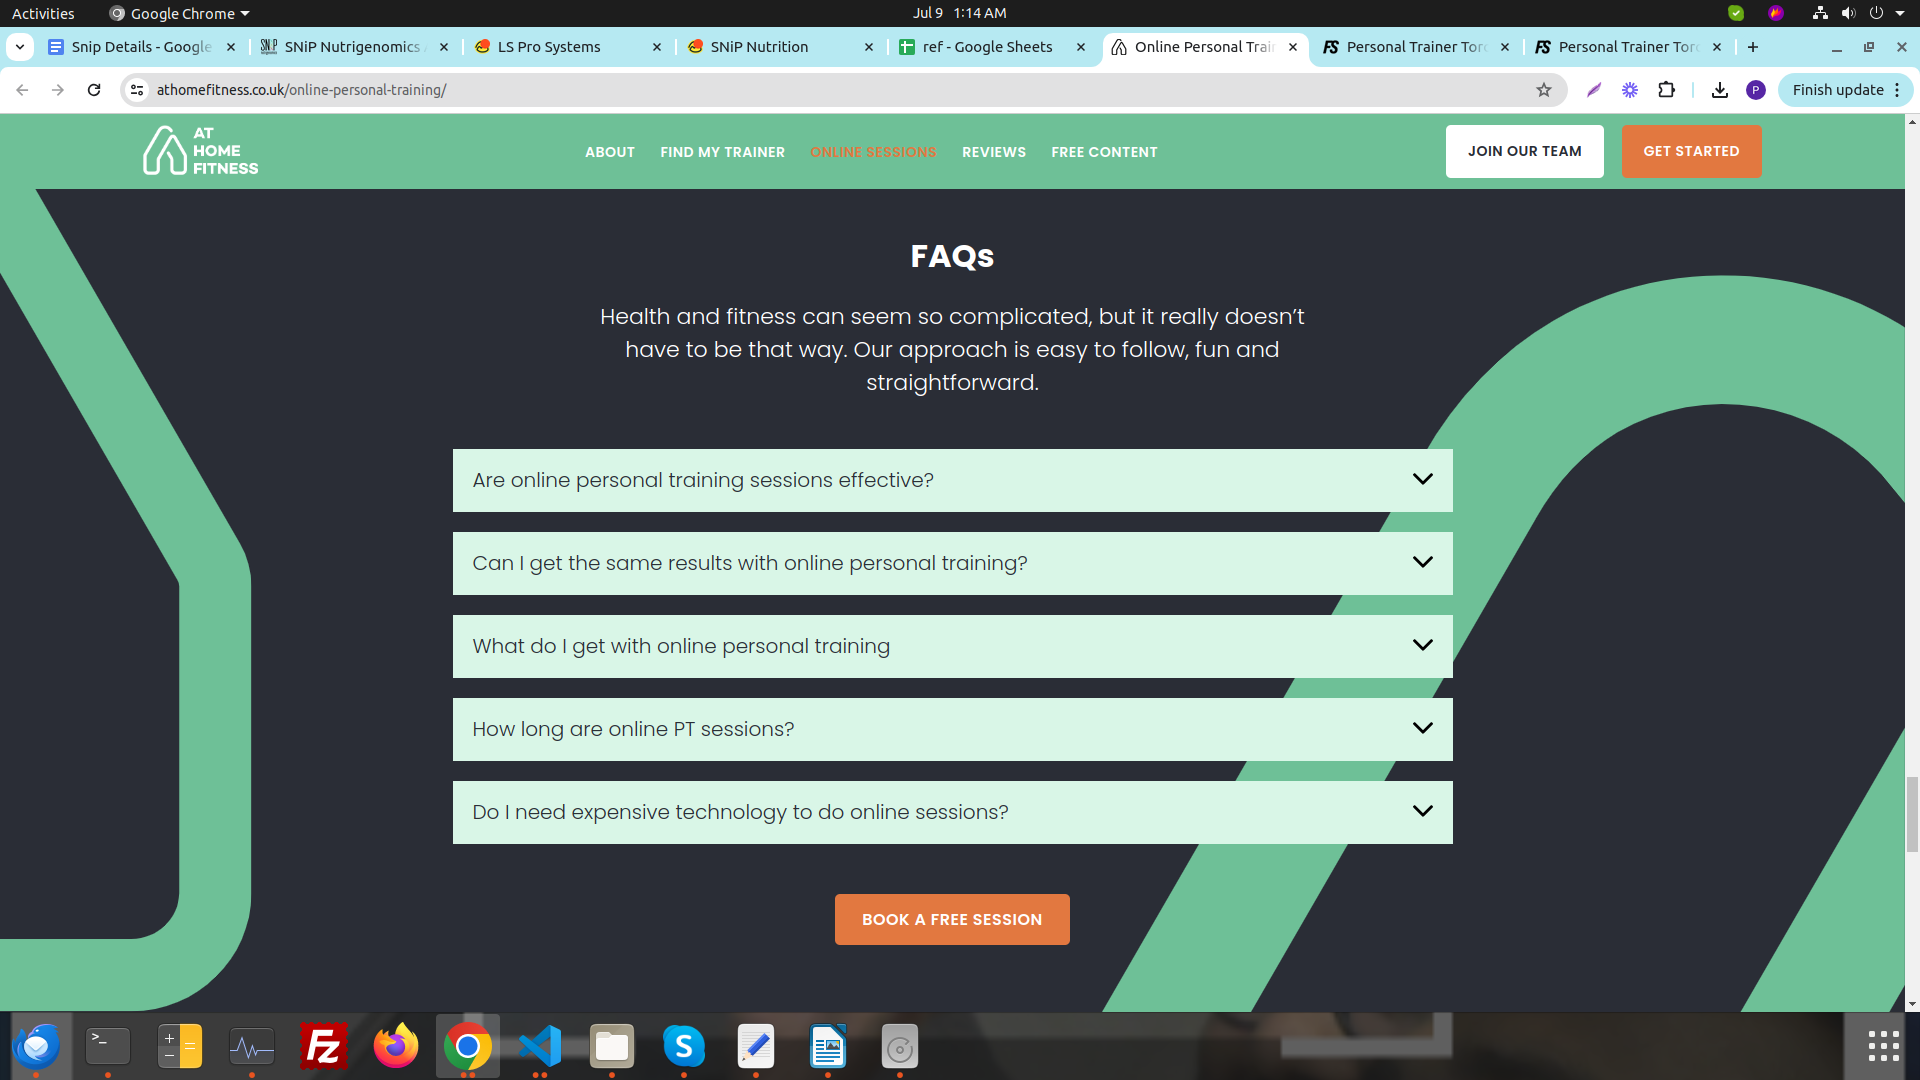 Activities
Google Chrome
Jul 9 1:14 AM
Snip Details - Google
SNiP Nutrigenomics
LS Pro Systems
SNiP Nutrition
ref - Google Sheets
Online Personal Train
Personal Trainer Toro
Personal Trainer Toro
athomefitness.co.uk/online-personal-training/
P
Finish update
AT
HOME
FITNESS
ABOUT
FIND MY TRAINER
ONLINE SESSIONS
REVIEWS
FREE CONTENT
JOIN OUR TEAM
GET STARTED
FAQs
Health and fitness can seem so complicated, but it really doesn’t
have to be that way. Our approach is easy to follow, fun and
straightforward.
Are online personal training sessions effective?
Can I get the same results with online personal training?
What do I get with online personal training
How long are online PT sessions?
Do I need expensive technology to do online sessions?
BOOK A FREE SESSION